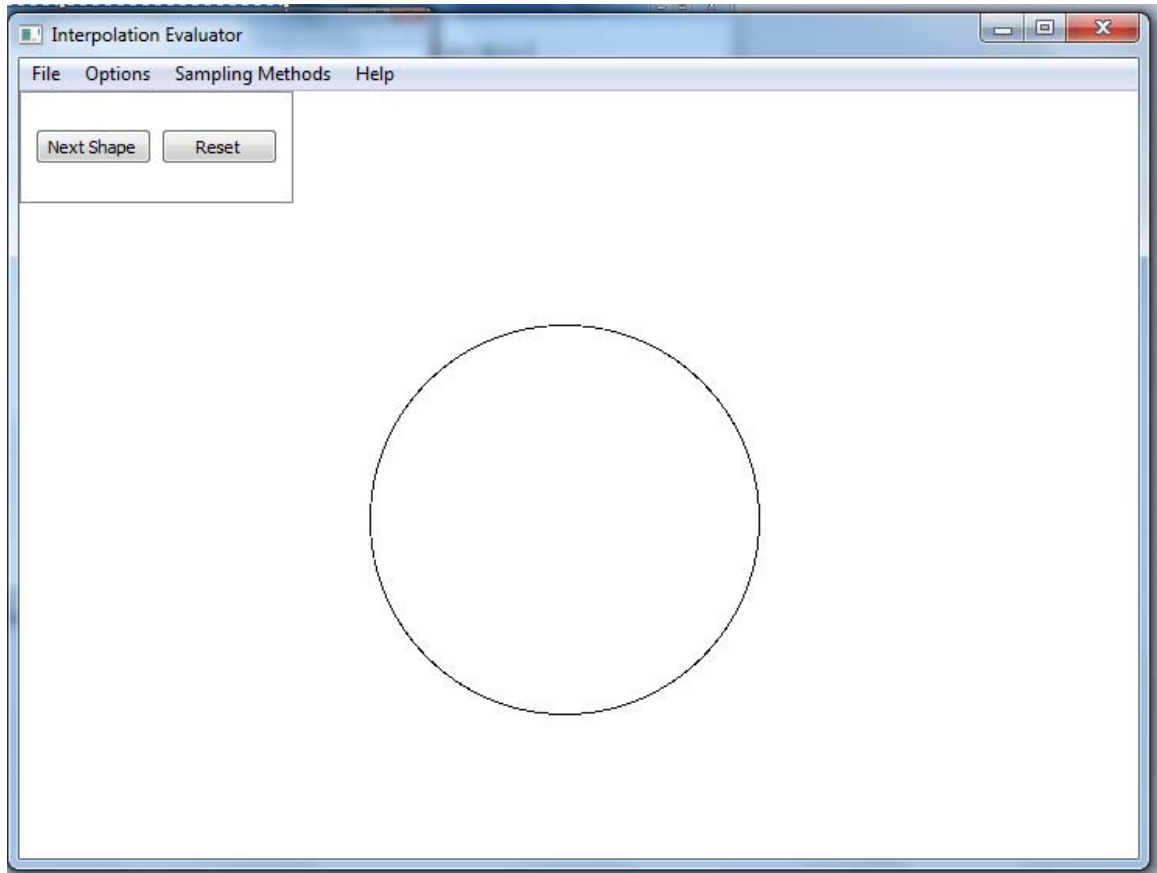 Interpolation Evaluator
File Options Sampling Methods Help
Next Shape Reset